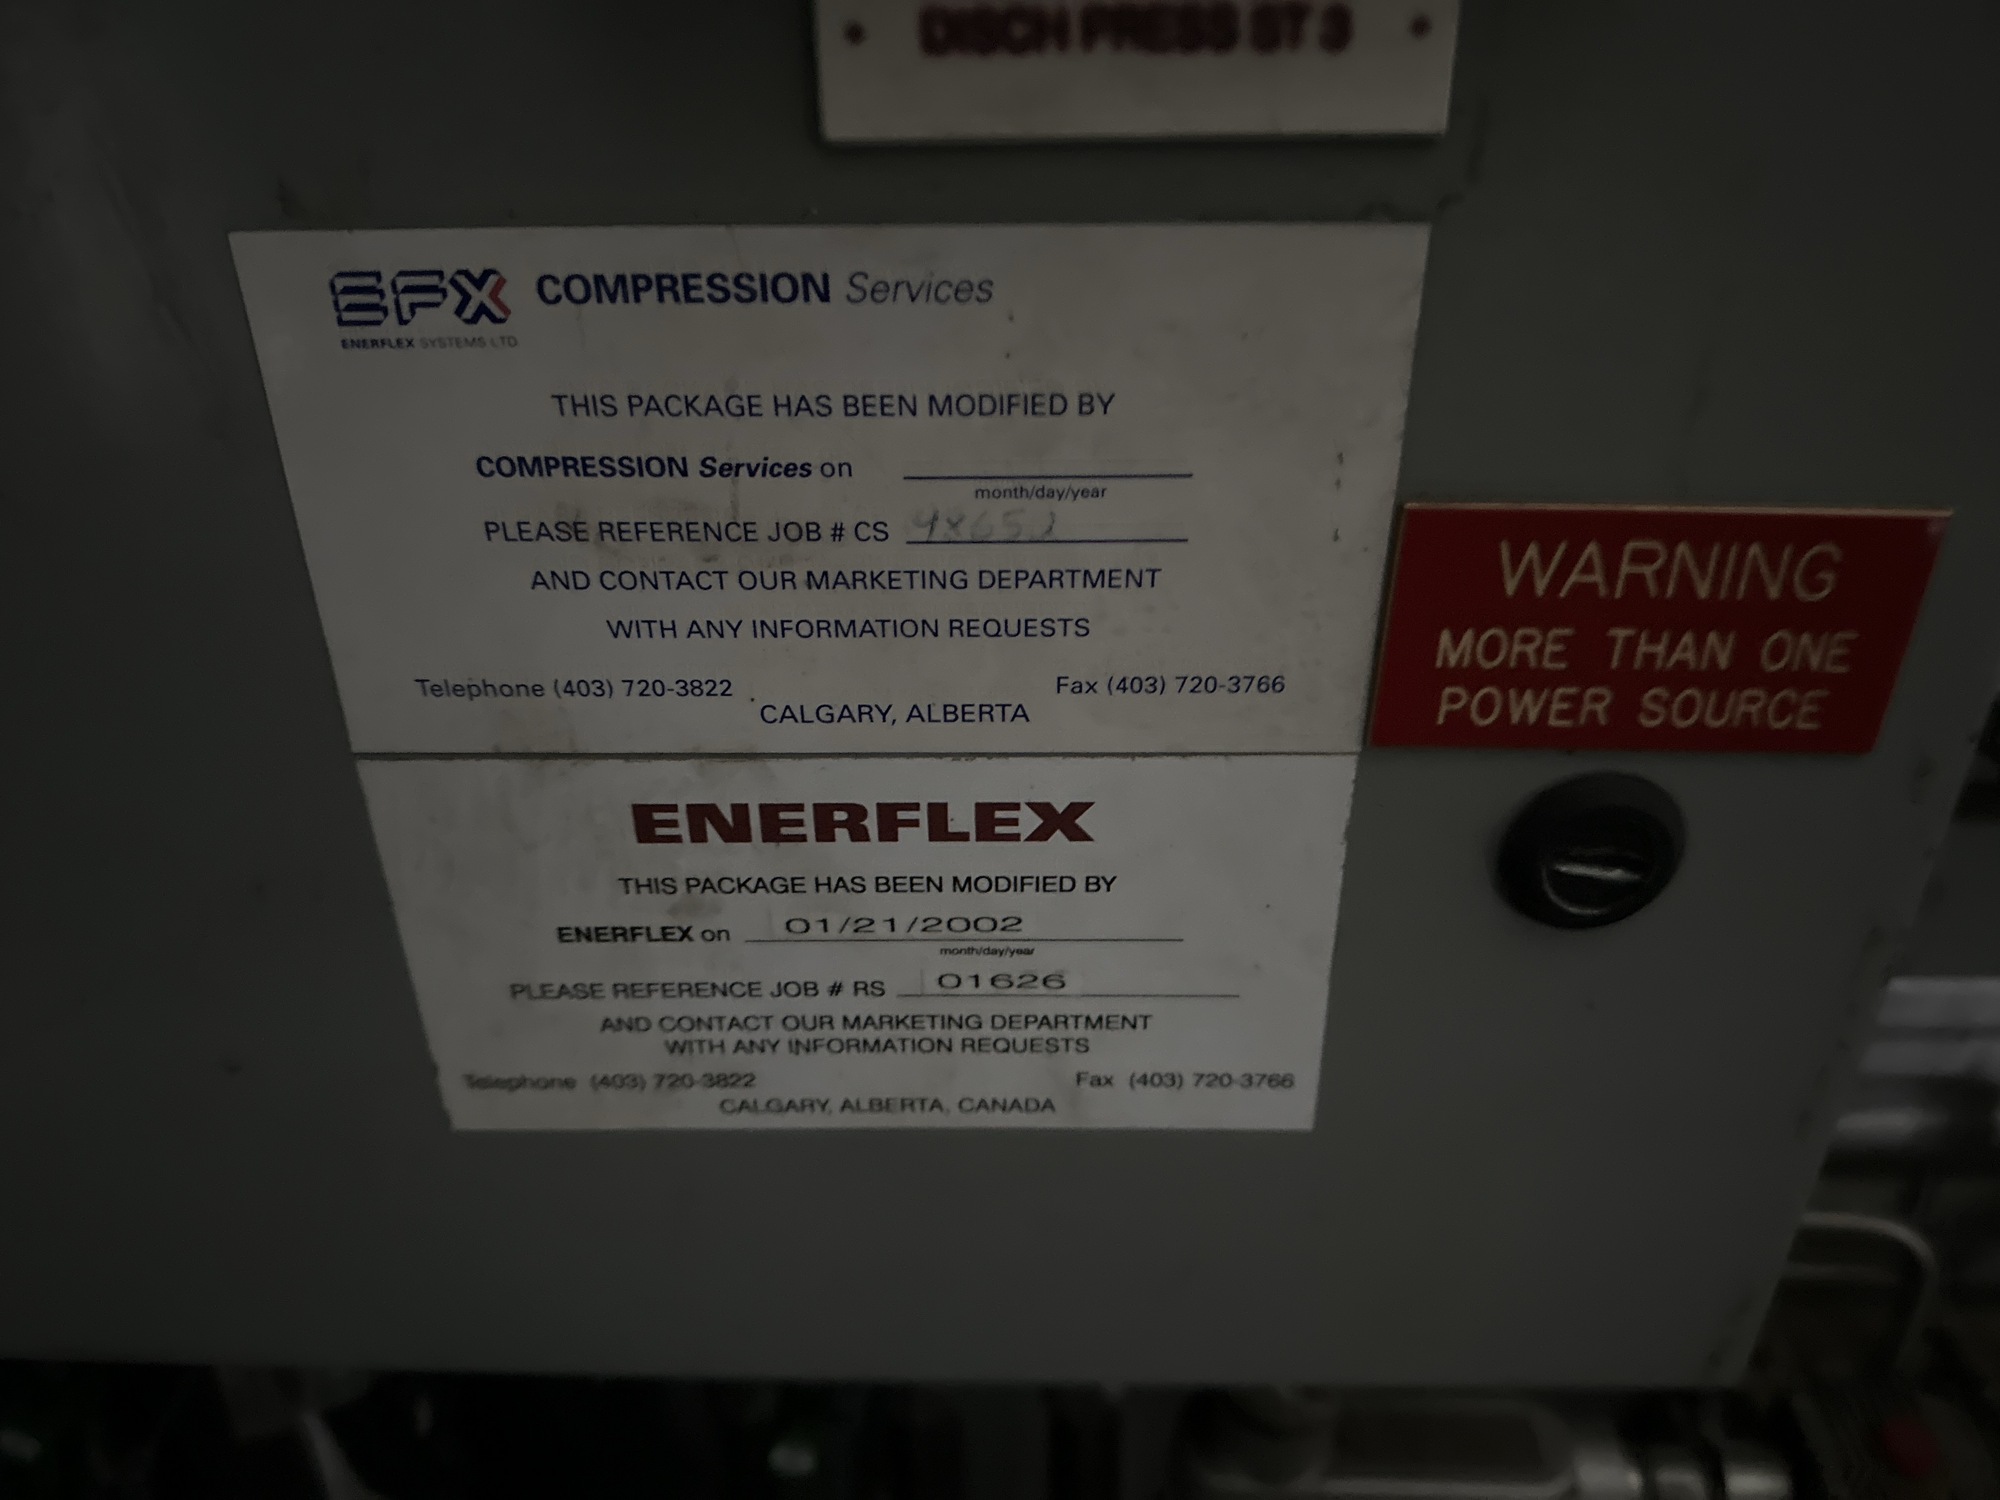 DISCH PRESS ST 3
EFX COMPRESSION Services
ENERFLEX SYSTEMS LTD
THIS PACKAGE HAS BEEN MODIFIED BY
COMPRESSION Services on
month/day/year
PLEASE REFERENCE JOB # CS
AND CONTACT OUR MARKETING DEPARTMENT
WITH ANY INFORMATION REQUESTS
Telephone (403) 720-3822 Fax (403) 720-3766
CALGARY, ALBERTA
WARNING
MORE THAN ONE
POWER SOURCE
ENERFLEX
THIS PACKAGE HAS BEEN MODIFIED BY
ENERFLEX on 01/21/2002
month/day/year
PLEASE REFERENCE JOB # RS 01626
AND CONTACT OUR MARKETING DEPARTMENT
WITH ANY INFORMATION REQUESTS
Telephone (403) 720-3822 Fax (403) 720-3766
CALGARY, ALBERTA, CANADA